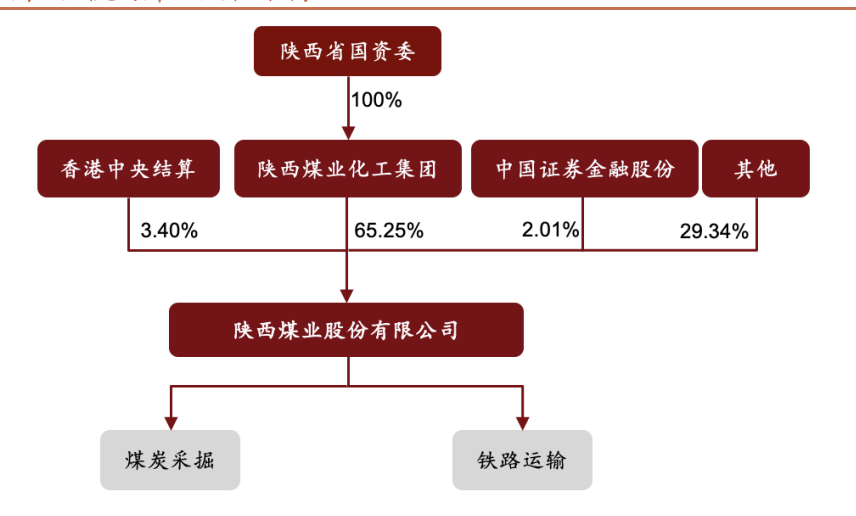 陕西省国资委
100%
香港中央结算
陕西煤业化工集团
中国证券金融股份
其他
3.40%
65.25%
2.01%
29.34%
陕西煤业股份有限公司
煤炭采掘
铁路运输